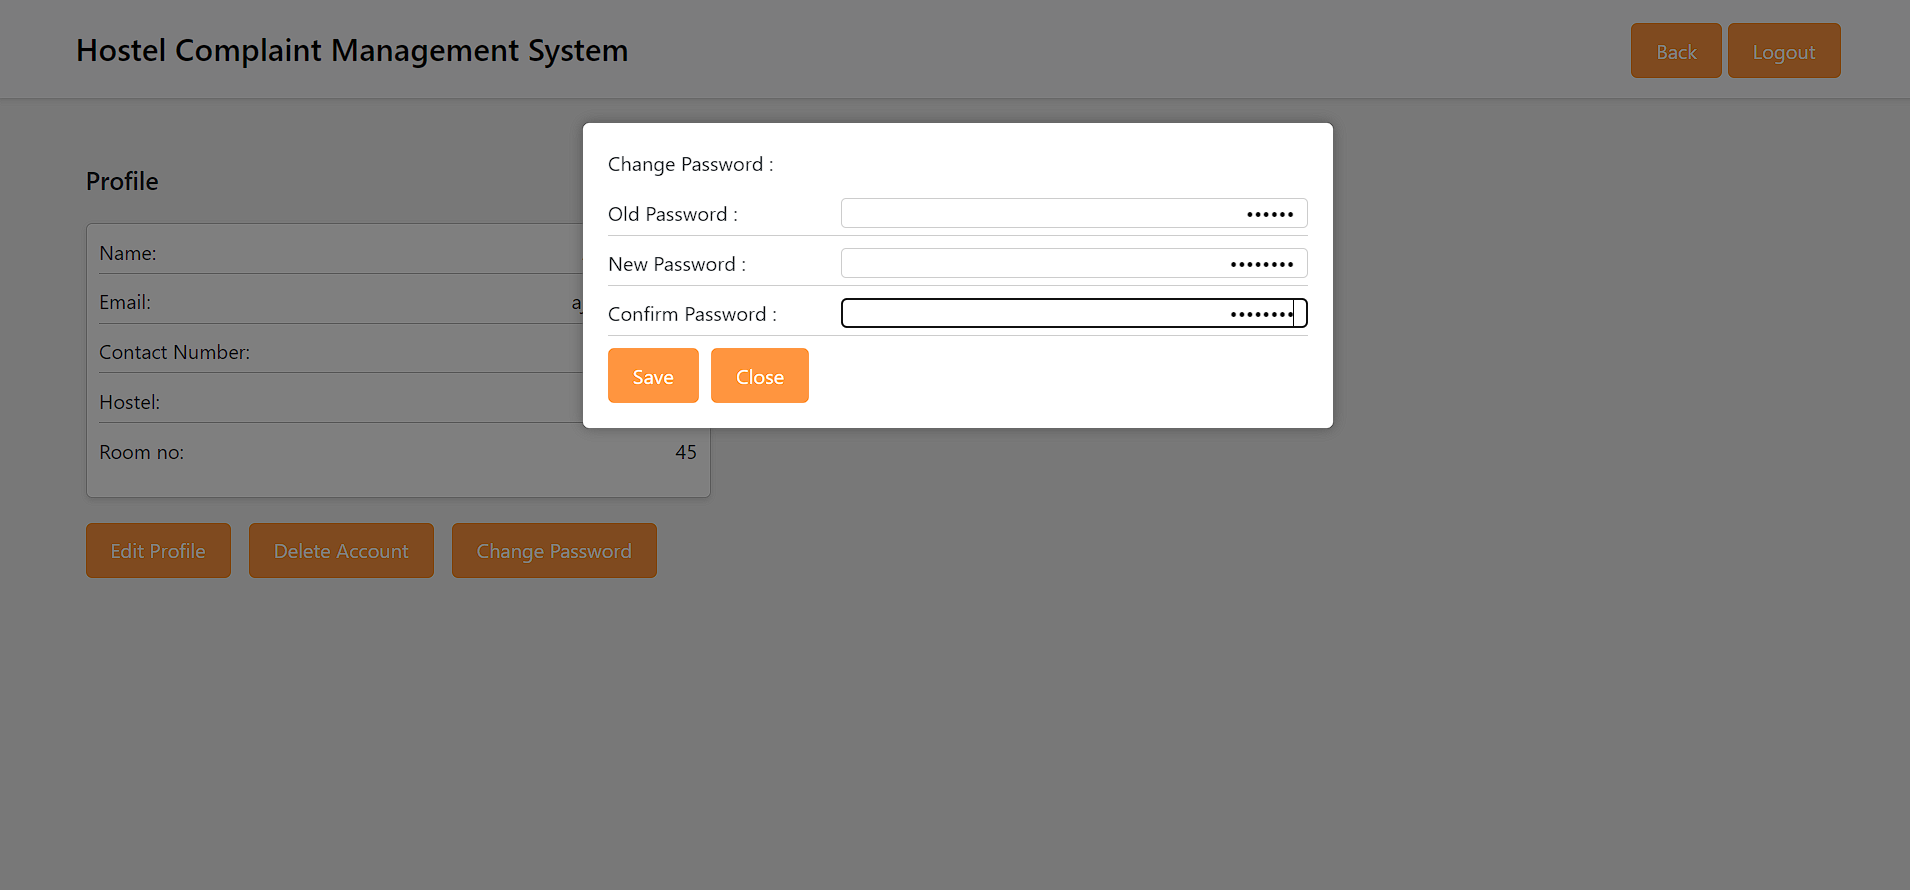 Hostel Complaint Management System
Back
Logout
Profile
Name:
Email:
Contact Number:
Hostel:
Room no: 45
Edit Profile
Delete Account
Change Password
Change Password :
Old Password : ••••••
New Password : ••••••••
Confirm Password : ••••••••
Save
Close